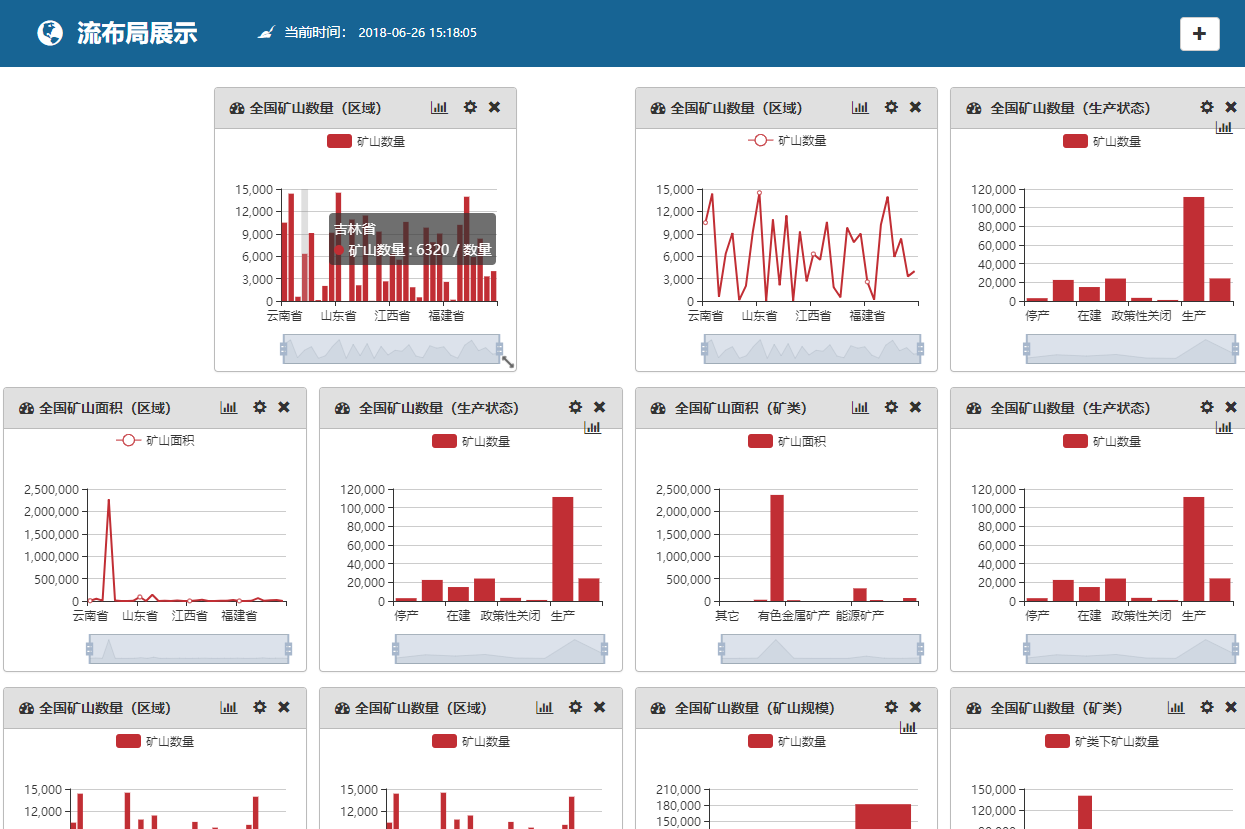 流布局展示
当前时间： 2018-06-26 15:18:05
全国矿山数量（区域）
矿山数量
15,000
12,000
9,000
6,000
3,000
0
云南省 山东省 江西省 福建省
吉林省
矿山数量 : 6320 / 数量
全国矿山数量（区域）
矿山数量
15,000
12,000
9,000
6,000
3,000
0
云南省 山东省 江西省 福建省
全国矿山数量（生产状态）
矿山数量
120,000
100,000
80,000
60,000
40,000
20,000
0
停产 在建 政策性关闭 生产
全国矿山面积（区域）
矿山面积
2,500,000
2,000,000
1,500,000
1,000,000
500,000
0
云南省 山东省 江西省 福建省
全国矿山数量（生产状态）
矿山数量
120,000
100,000
80,000
60,000
40,000
20,000
0
停产 在建 政策性关闭 生产
全国矿山面积（矿类）
矿山面积
2,500,000
2,000,000
1,500,000
1,000,000
500,000
0
其它 有色金属矿产 能源矿产
全国矿山数量（生产状态）
矿山数量
120,000
100,000
80,000
60,000
40,000
20,000
0
停产 在建 政策性关闭 生产
全国矿山数量（区域）
矿山数量
15,000
12,000
全国矿山数量（区域）
矿山数量
15,000
12,000
全国矿山数量（矿山规模）
矿山数量
210,000
180,000
150,000
全国矿山数量（矿类）
矿类下矿山数量
150,000
120,000